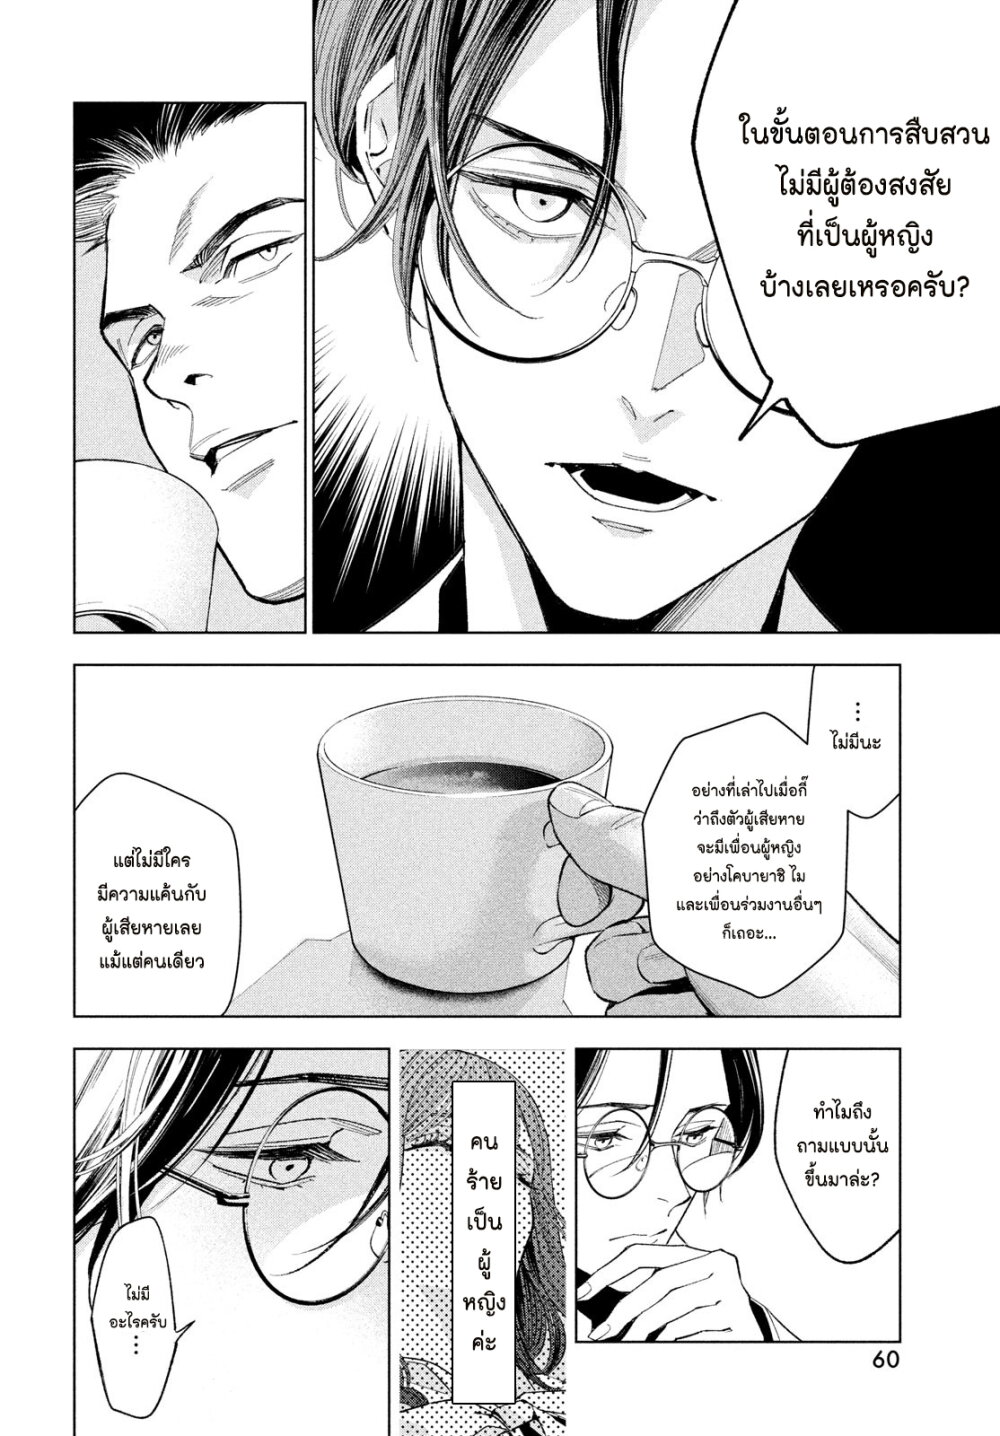 ในขั้นตอนการสืบสวน
ไม่มีผู้ต้องสงสัย
ที่เป็นผู้หญิง
บ้างเลยเหรอครับ?
...
ไม่มีนะ
อย่างที่เล่าไปเมื่อกี๊
ว่าถึงตัวผู้เสียหาย
จะมีเพื่อนผู้หญิง
อย่างโคบายาชิ ไม
และเพื่อนร่วมงานอื่นๆ
ก็เถอะ...
แต่ไม่มีใคร
มีความแค้นกับ
ผู้เสียหายเลย
แม้แต่คนเดียว
ทำไมถึง
ถามแบบนั้น
ขึ้นมาล่ะ?
คน
ร้าย
เป็น
ผู้
หญิง
ค่ะ
ไม่มี
อะไรครับ
...
60